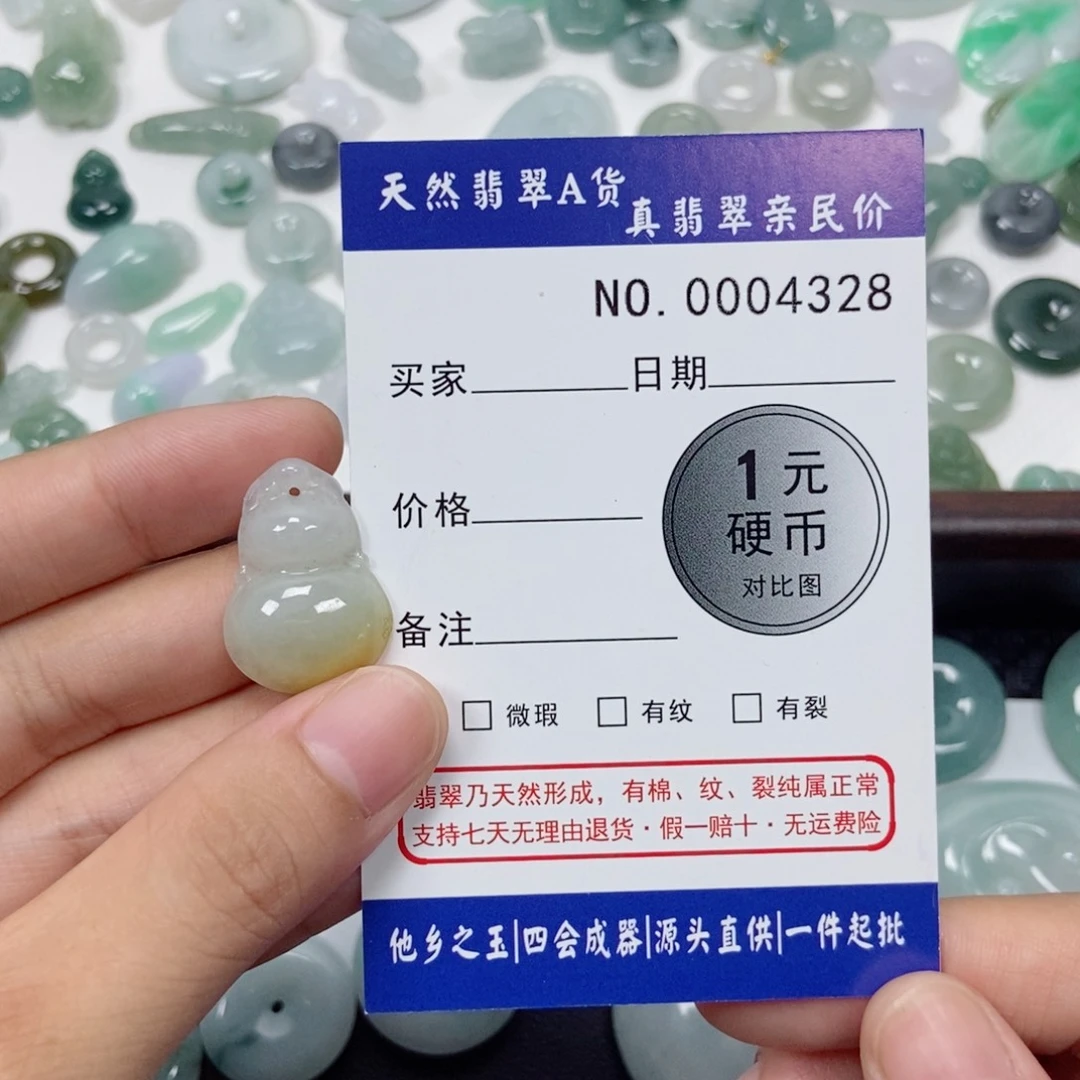 天然翡翠A货
真翡翠亲民价
NO.0004328
买家 日期
价格
1元
硬币
对比图
备注
微瑕 有纹 有裂
翡翠乃天然形成，有棉、纹、裂纯属正常
支持七天无理由退货·假一赔十·无运费险
他乡之玉|四会成器|源头直供|一件起批